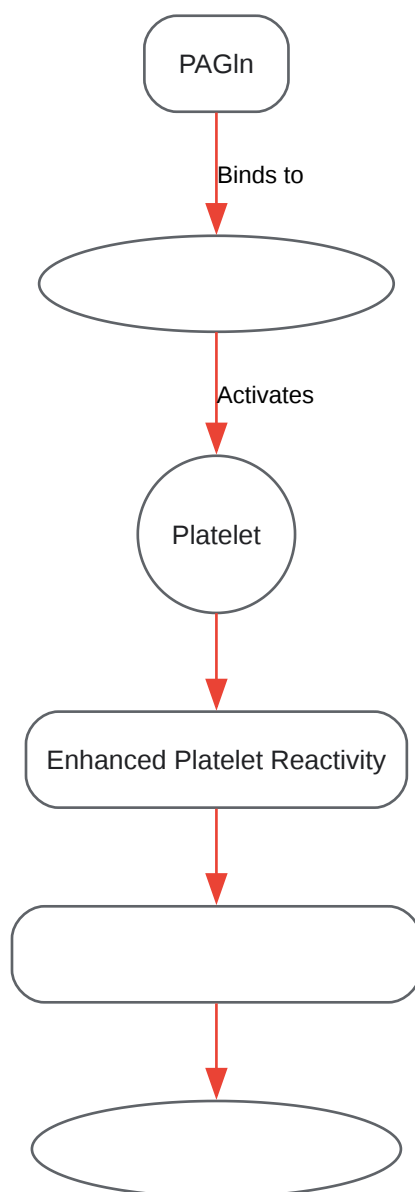 PAGln
Binds to
Activates
Platelet
Enhanced Platelet Reactivity